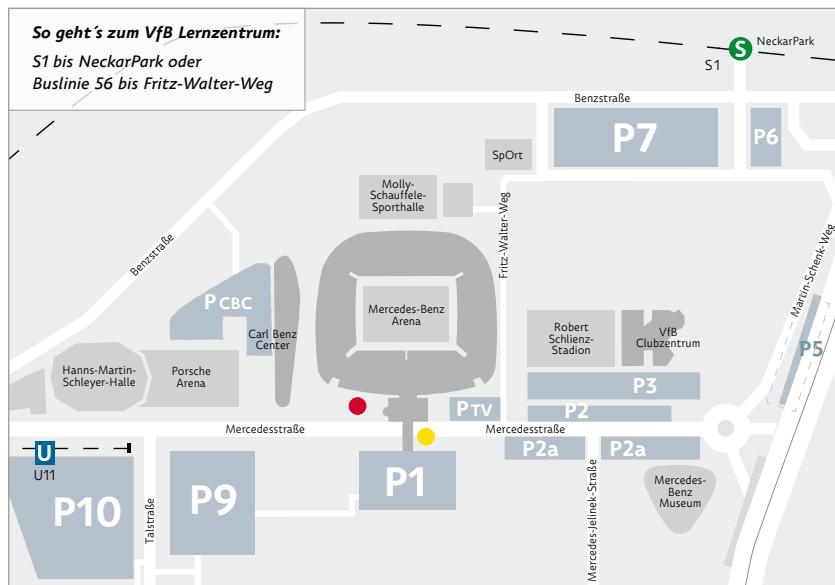 So geht´s zum VfB Lernzentrum:
S1 bis NeckarPark oder
Buslinie 56 bis Fritz-Walter-Weg
S
NeckarPark
S1
Benzstraße
P7
P6
SpOrt
Molly-
Schauffele-
Sporthalle
Fritz-Walter-Weg
Martin-Schenk-Weg
Benzstraße
P CBC
Carl Benz
Center
Mercedes-Benz
Arena
Robert
Schlienz-
Stadion
VfB
Clubzentrum
P5
Hanns-Martin-
Schleyer-Halle
Porsche
Arena
P3
P TV
P2
Mercedesstraße
Mercedesstraße
U
U11
P2a
P2a
P10
Talstraße
P9
P1
Mercedes-Jelinek-Straße
Mercedes-
Benz
Museum